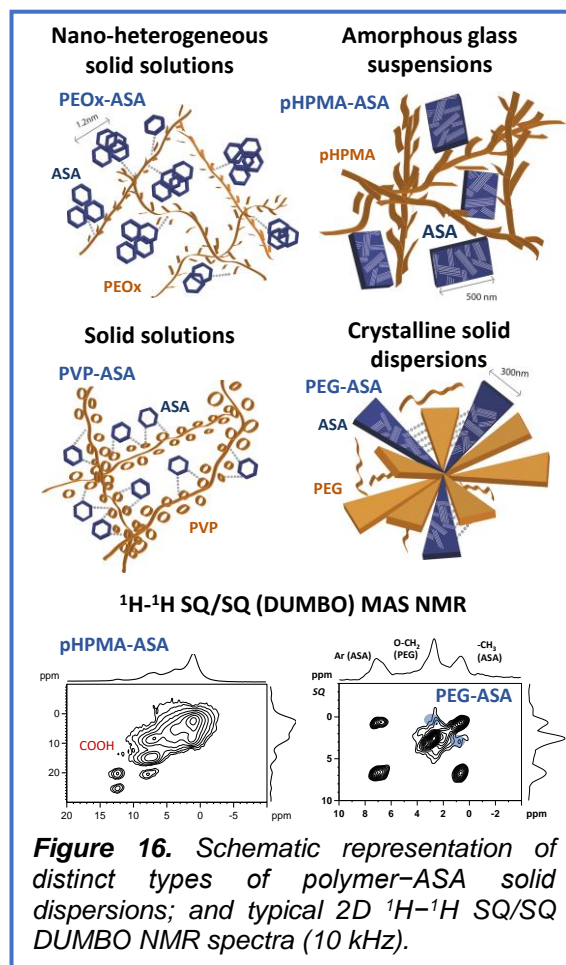 Nano-heterogeneous
solid solutions
Amorphous glass
suspensions
PEOx-ASA
1.2nm
ASA
PEOx
pHPMA-ASA
pHPMA
ASA
500 nm
Solid solutions
Crystalline solid
dispersions
PVP-ASA
ASA
PVP
PEG-ASA
300nm
ASA
PEG
¹H-¹H SQ/SQ (DUMBO) MAS NMR
pHPMA-ASA
ppm
0
10
20
30
COOH
20 15 10 5 0 -5
ppm
Ar (ASA)
O-CH₂
(PEG)
-CH₃
(ASA)
ppm
SQ
PEG-ASA
0
5
10
10 8 6 4 2 0 -2
ppm
Figure 16. Schematic representation of
distinct types of polymer−ASA solid
dispersions; and typical 2D ¹H−¹H SQ/SQ
DUMBO NMR spectra (10 kHz).